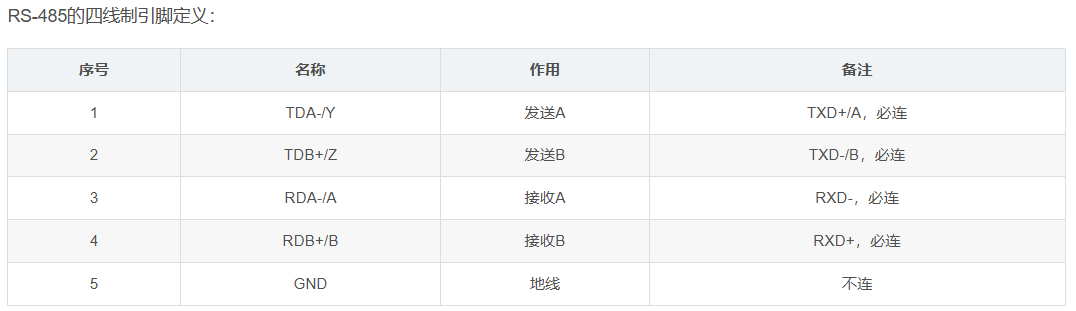 RS-485的四线制引脚定义：
序号 名称 作用 备注
1 TDA-/Y 发送A TXD+/A，必连
2 TDB+/Z 发送B TXD-/B，必连
3 RDA-/A 接收A RXD-，必连
4 RDB+/B 接收B RXD+，必连
5 GND 地线 不连